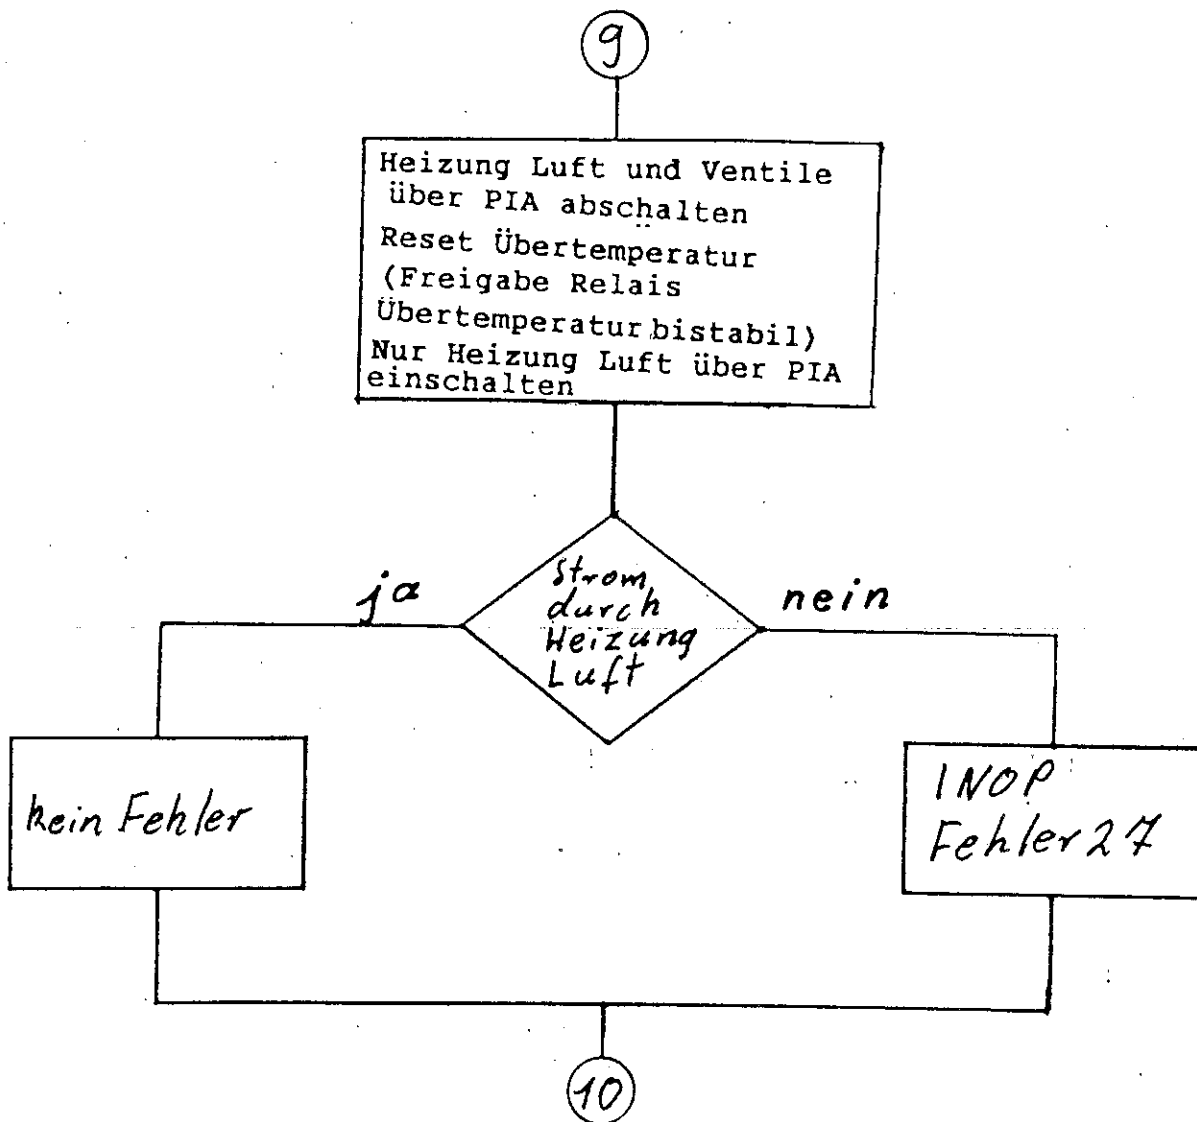 9
Heizung Luft und Ventile
über PIA abschalten
Reset Übertemperatur
(Freigabe Relais
Übertemperatur bistabil)
Nur Heizung Luft über PIA
einschalten
Strom
durch
Heizung
Luft
ja
nein
kein Fehler
INOP
Fehler 27
10